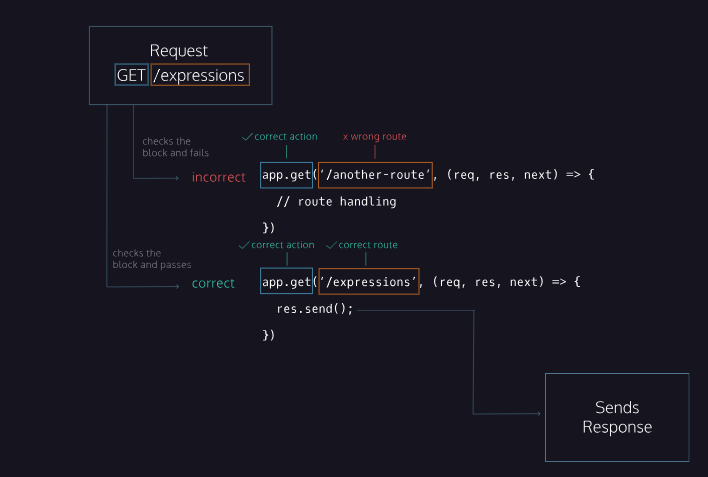 Request
GET /expressions
checks the
block and fails
✓ correct action
x wrong route
incorrect
app.get('/another-route', (req, res, next) => {
// route handling
})
checks the
block and passes
✓ correct action
✓ correct route
correct
app.get('/expressions', (req, res, next) => {
res.send();
})
Sends
Response